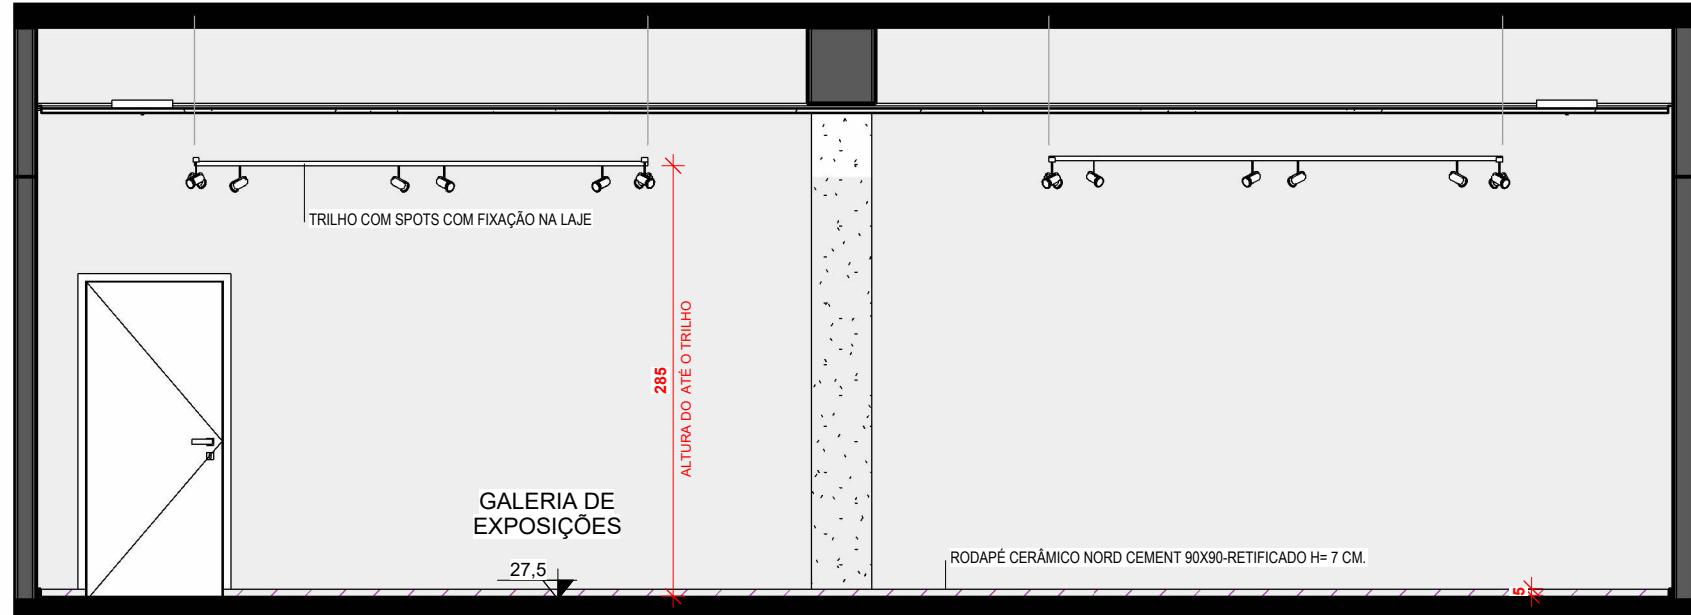 TRILHO COM SPOTS COM FIXAÇÃO NA LAJE
285
ALTURA DO ATÉ O TRILHO
GALERIA DE
EXPOSIÇÕES
27,5
RODAPÉ CERÂMICO NORD CEMENT 90X90-RETIFICADO H= 7 CM.
5